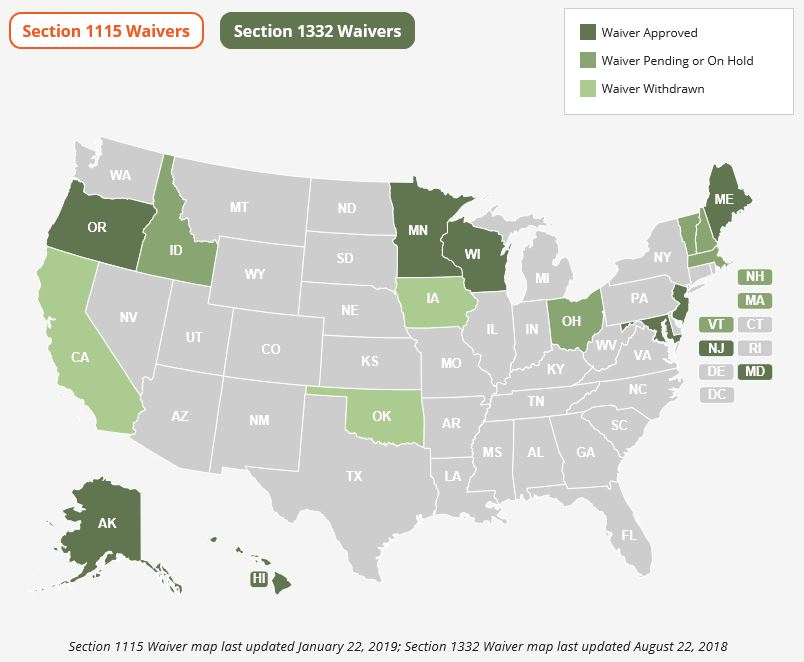 Section 1115 Waivers
Section 1332 Waivers
Waiver Approved
Waiver Pending or On Hold
Waiver Withdrawn
WA
MT
ND
MN
ME
OR
ID
WY
SD
WI
MI
NY
NH
MA
VT
CT
NJ
RI
DE
MD
DC
NV
UT
CO
NE
IA
IL
IN
OH
PA
CA
KS
MO
KY
WV
VA
AZ
NM
OK
AR
TN
NC
SC
TX
LA
MS
AL
GA
FL
AK
HI
Section 1115 Waiver map last updated January 22, 2019; Section 1332 Waiver map last updated August 22, 2018